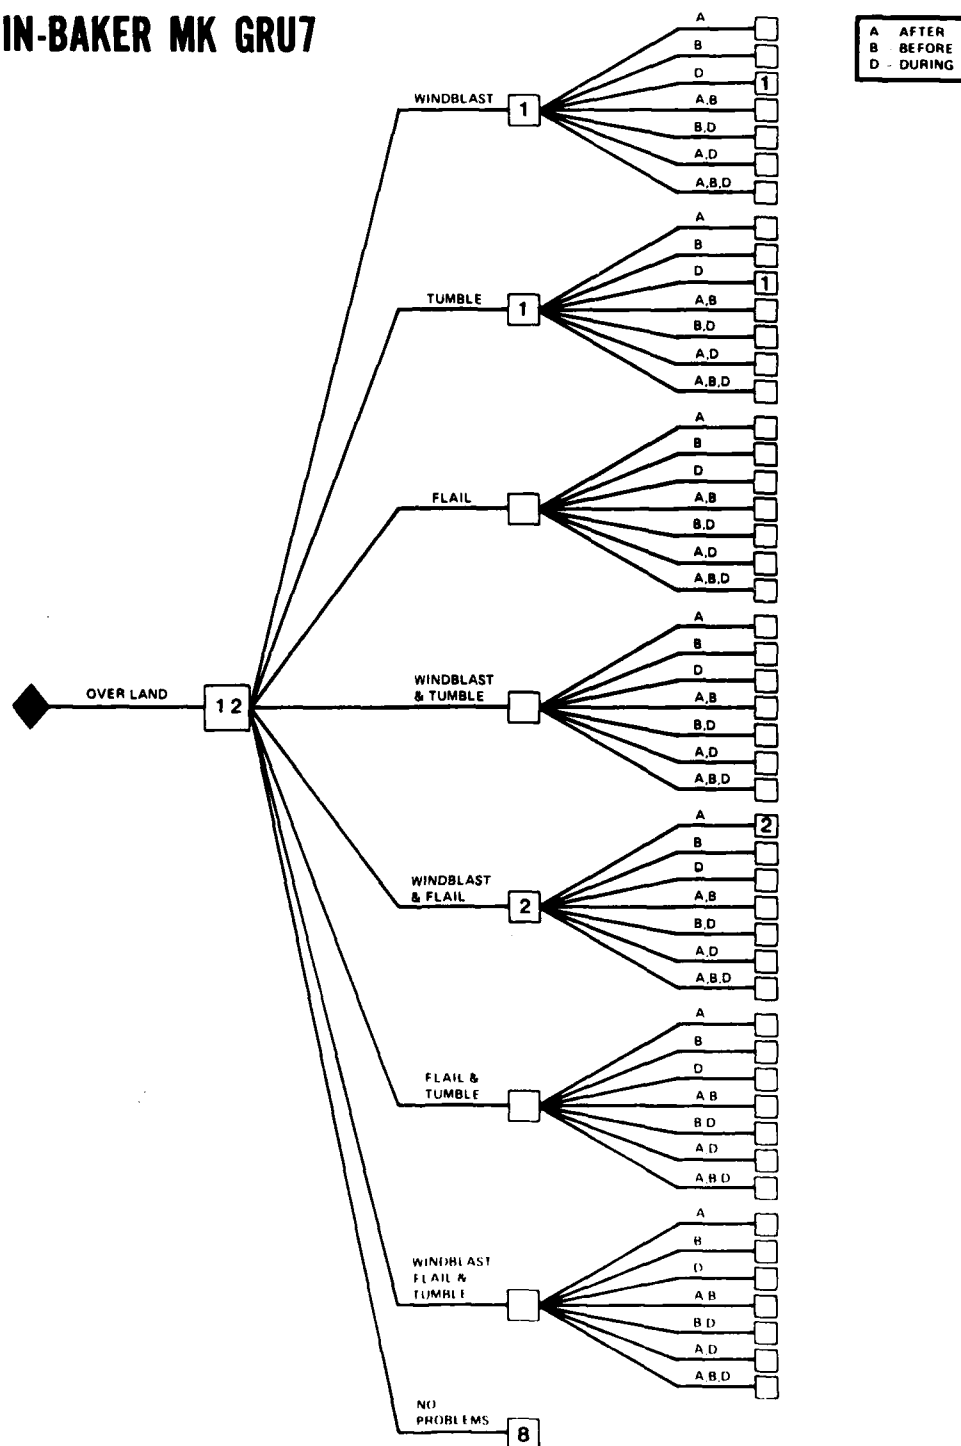 IN-BAKER MK GRU7
A AFTER
B - BEFORE
D - DURING
OVER LAND
12
WINDBLAST
1
A
B
D 1
A,B
B,D
A,D
A,B,D
TUMBLE
1
A
B
D 1
A,B
B,D
A,D
A,B,D
FLAIL
A
B
D
A,B
B,D
A,D
A,B,D
WINDBLAST
& TUMBLE
A
B
D
A,B
B,D
A,D
A,B,D
WINDBLAST
& FLAIL
2
A 2
B
D
A,B
B,D
A,D
A,B,D
FLAIL &
TUMBLE
A
B
D
A B
B D
A,D
A,B D
WINDBLAST
FLAIL &
TUMBLE
A
B
D
A B
B D
A,D
A,B,D
NO
PROBLEMS
8